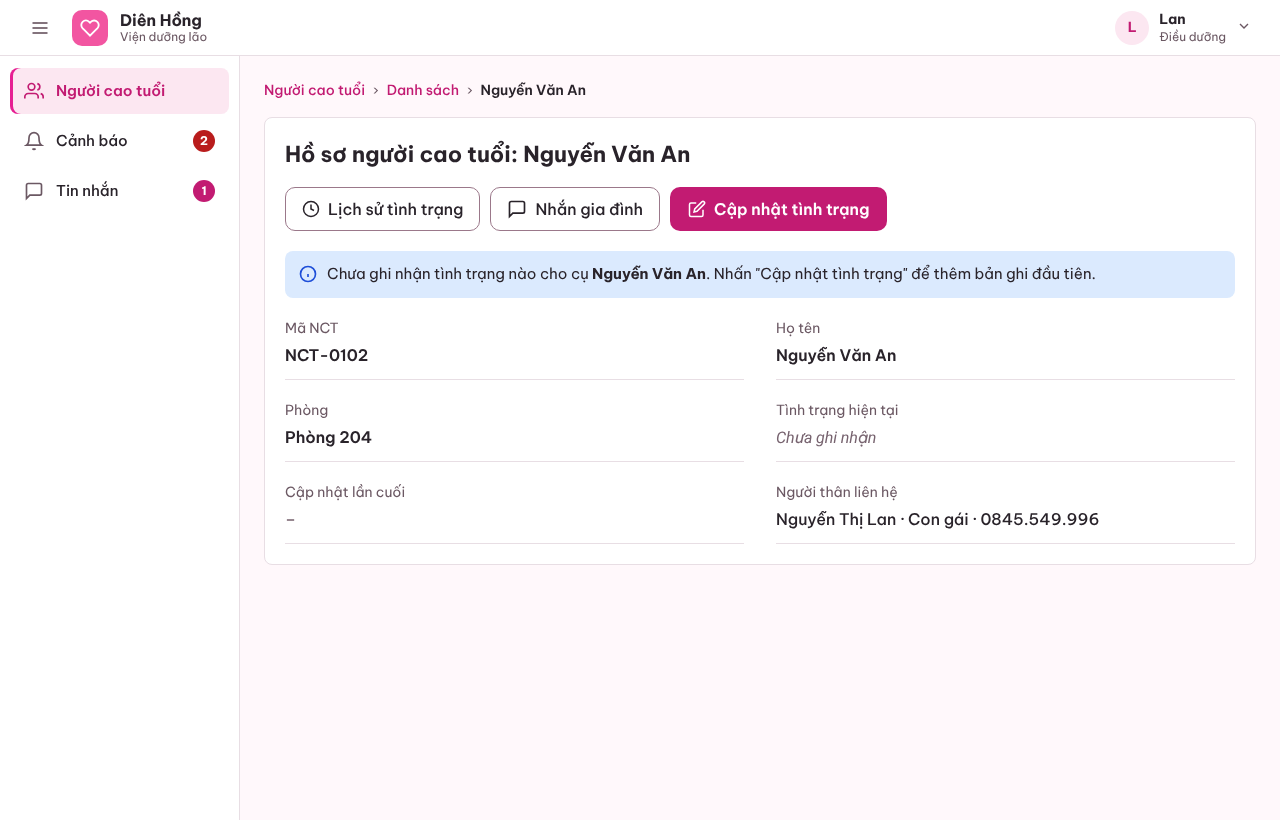 Diên Hồng
Viện dưỡng lão
L
Lan
Điều dưỡng
Người cao tuổi
Cảnh báo
2
Tin nhắn
1
Người cao tuổi › Danh sách › Nguyễn Văn An
Hồ sơ người cao tuổi: Nguyễn Văn An
Lịch sử tình trạng
Nhắn gia đình
Cập nhật tình trạng
Chưa ghi nhận tình trạng nào cho cụ Nguyễn Văn An. Nhấn "Cập nhật tình trạng" để thêm bản ghi đầu tiên.
Mã NCT
NCT-0102
Họ tên
Nguyễn Văn An
Phòng
Phòng 204
Tình trạng hiện tại
Chưa ghi nhận
Cập nhật lần cuối
–
Người thân liên hệ
Nguyễn Thị Lan · Con gái · 0845.549.996